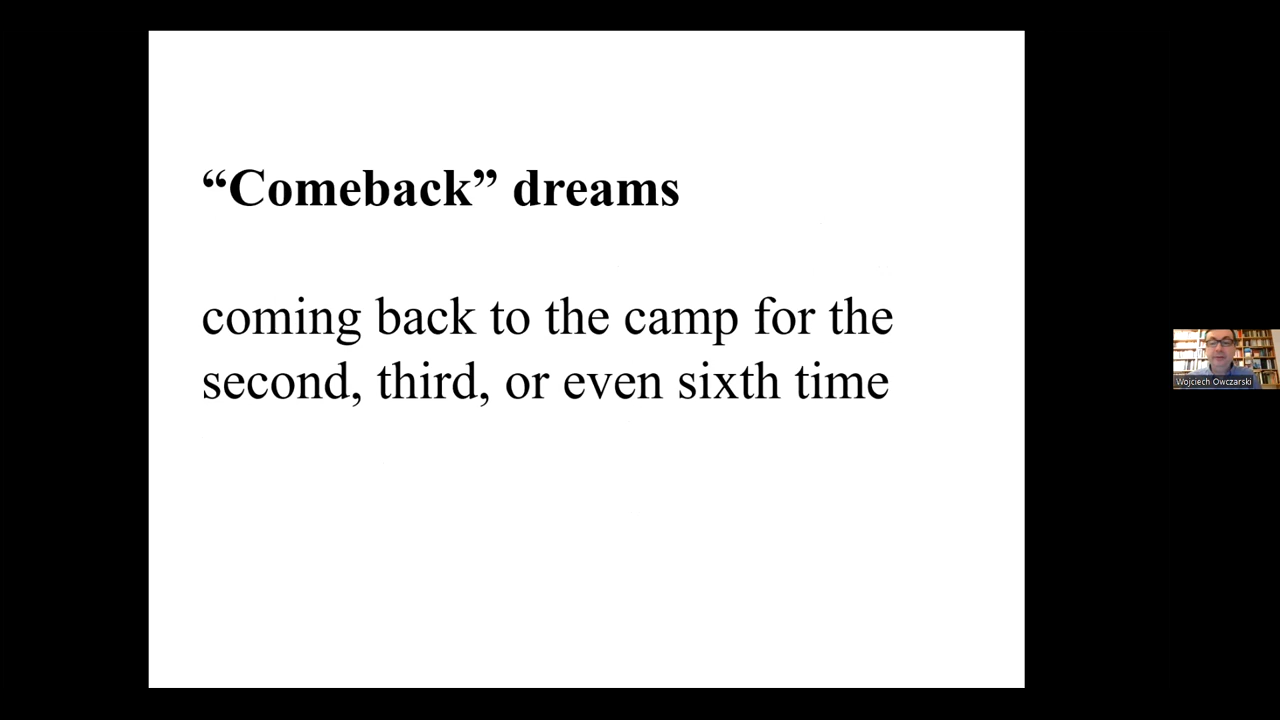 “Comeback” dreams
coming back to the camp for the
second, third, or even sixth time
Wojciech Owczarski